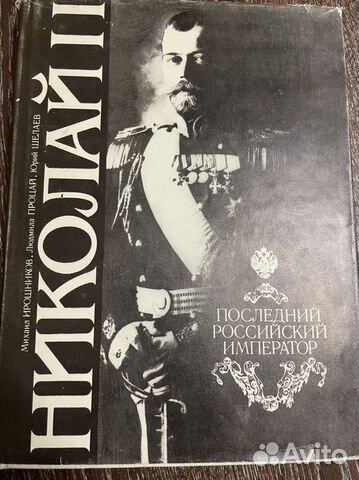 Михаил ИРОШНИКОВ, Людмила ПРОЦАЙ, Юрий ШЕЛАЕВ
НИКОЛАЙ II
ПОСЛЕДНИЙ
РОССИЙСКИЙ
ИМПЕРАТОР
Avito